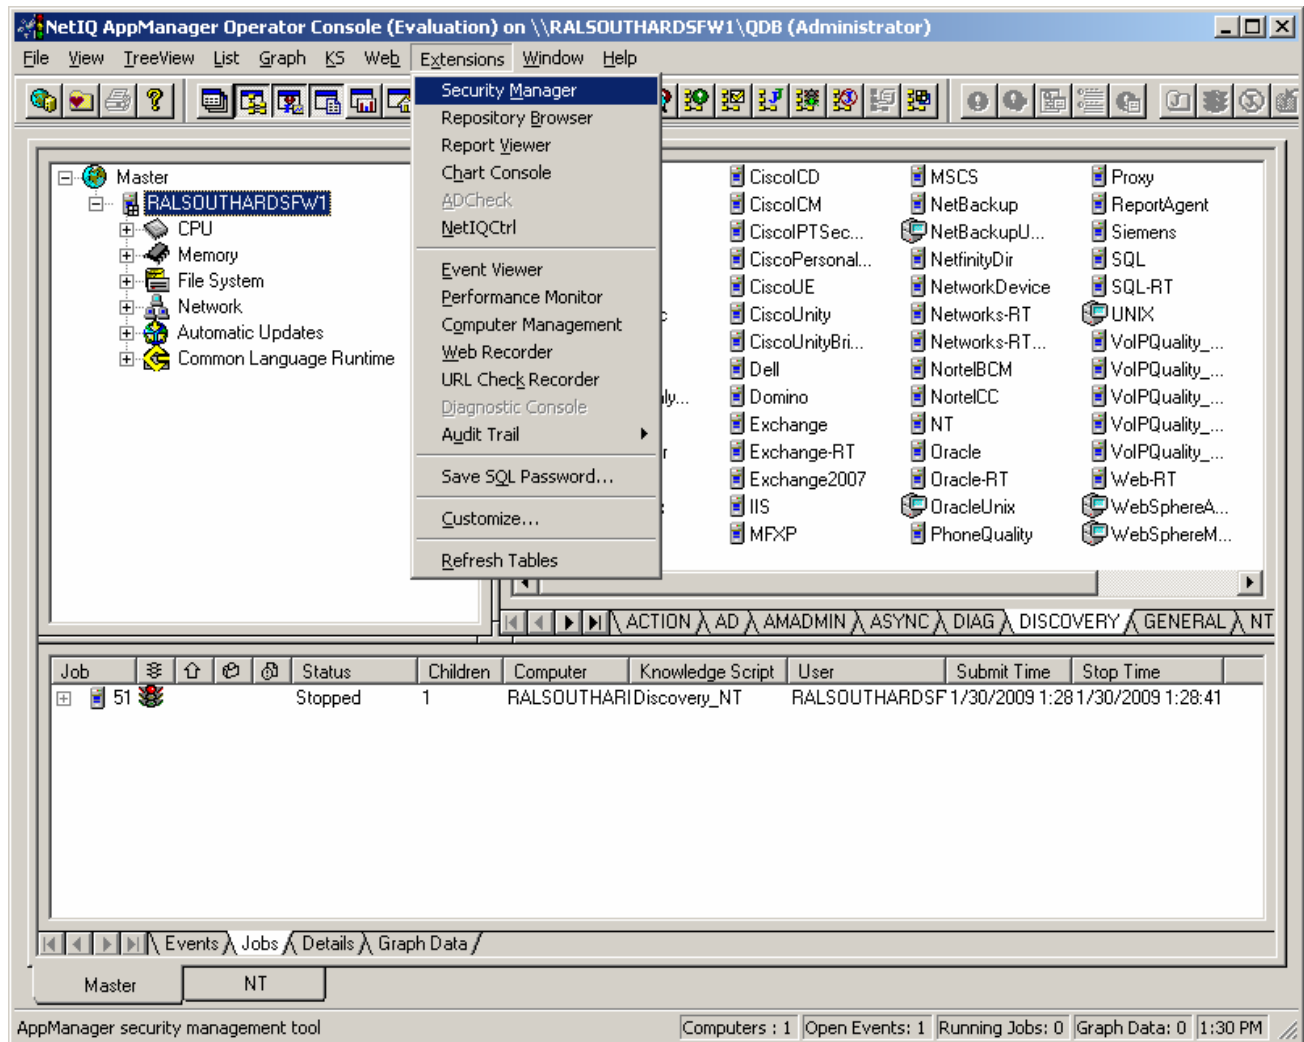 NetIQ AppManager Operator Console (Evaluation) on \\RALSOUTHARDSFW1\QDB (Administrator)
File View TreeView List Graph KS Web Extensions Window Help
Security Manager
Repository Browser
Report Viewer
Chart Console
ADCheck
NetIQCtrl
Event Viewer
Performance Monitor
Computer Management
Web Recorder
URL Check Recorder
Diagnostic Console
Audit Trail
Save SQL Password...
Customize...
Refresh Tables
Master
RALSOUTHARDSFW1
CPU
Memory
File System
Network
Automatic Updates
Common Language Runtime
CiscoICD
CiscoICM
CiscoIPTSec...
CiscoPersonal...
CiscoUE
CiscoUnity
CiscoUnityBri...
Dell
Domino
Exchange
Exchange-RT
Exchange2007
IIS
MFXP
MSCS
NetBackup
NetBackupU...
NetfinityDir
NetworkDevice
Networks-RT
Networks-RT...
NortelBCM
NortelCC
NT
Oracle
Oracle-RT
OracleUnix
PhoneQuality
Proxy
ReportAgent
Siemens
SQL
SQL-RT
UNIX
VoIPQuality_...
VoIPQuality_...
VoIPQuality_...
VoIPQuality_...
VoIPQuality_...
Web-RT
WebSphereA...
WebSphereM...
ACTION AD AMADMIN ASYNC DIAG DISCOVERY GENERAL NT
Job Status Children Computer Knowledge Script User Submit Time Stop Time
51 Stopped 1 RALSOUTHARI Discovery_NT RALSOUTHARDSF 1/30/2009 1:28 1/30/2009 1:28:41
Events Jobs Details Graph Data
Master NT
AppManager security management tool Computers : 1 Open Events: 1 Running Jobs: 0 Graph Data: 0 1:30 PM